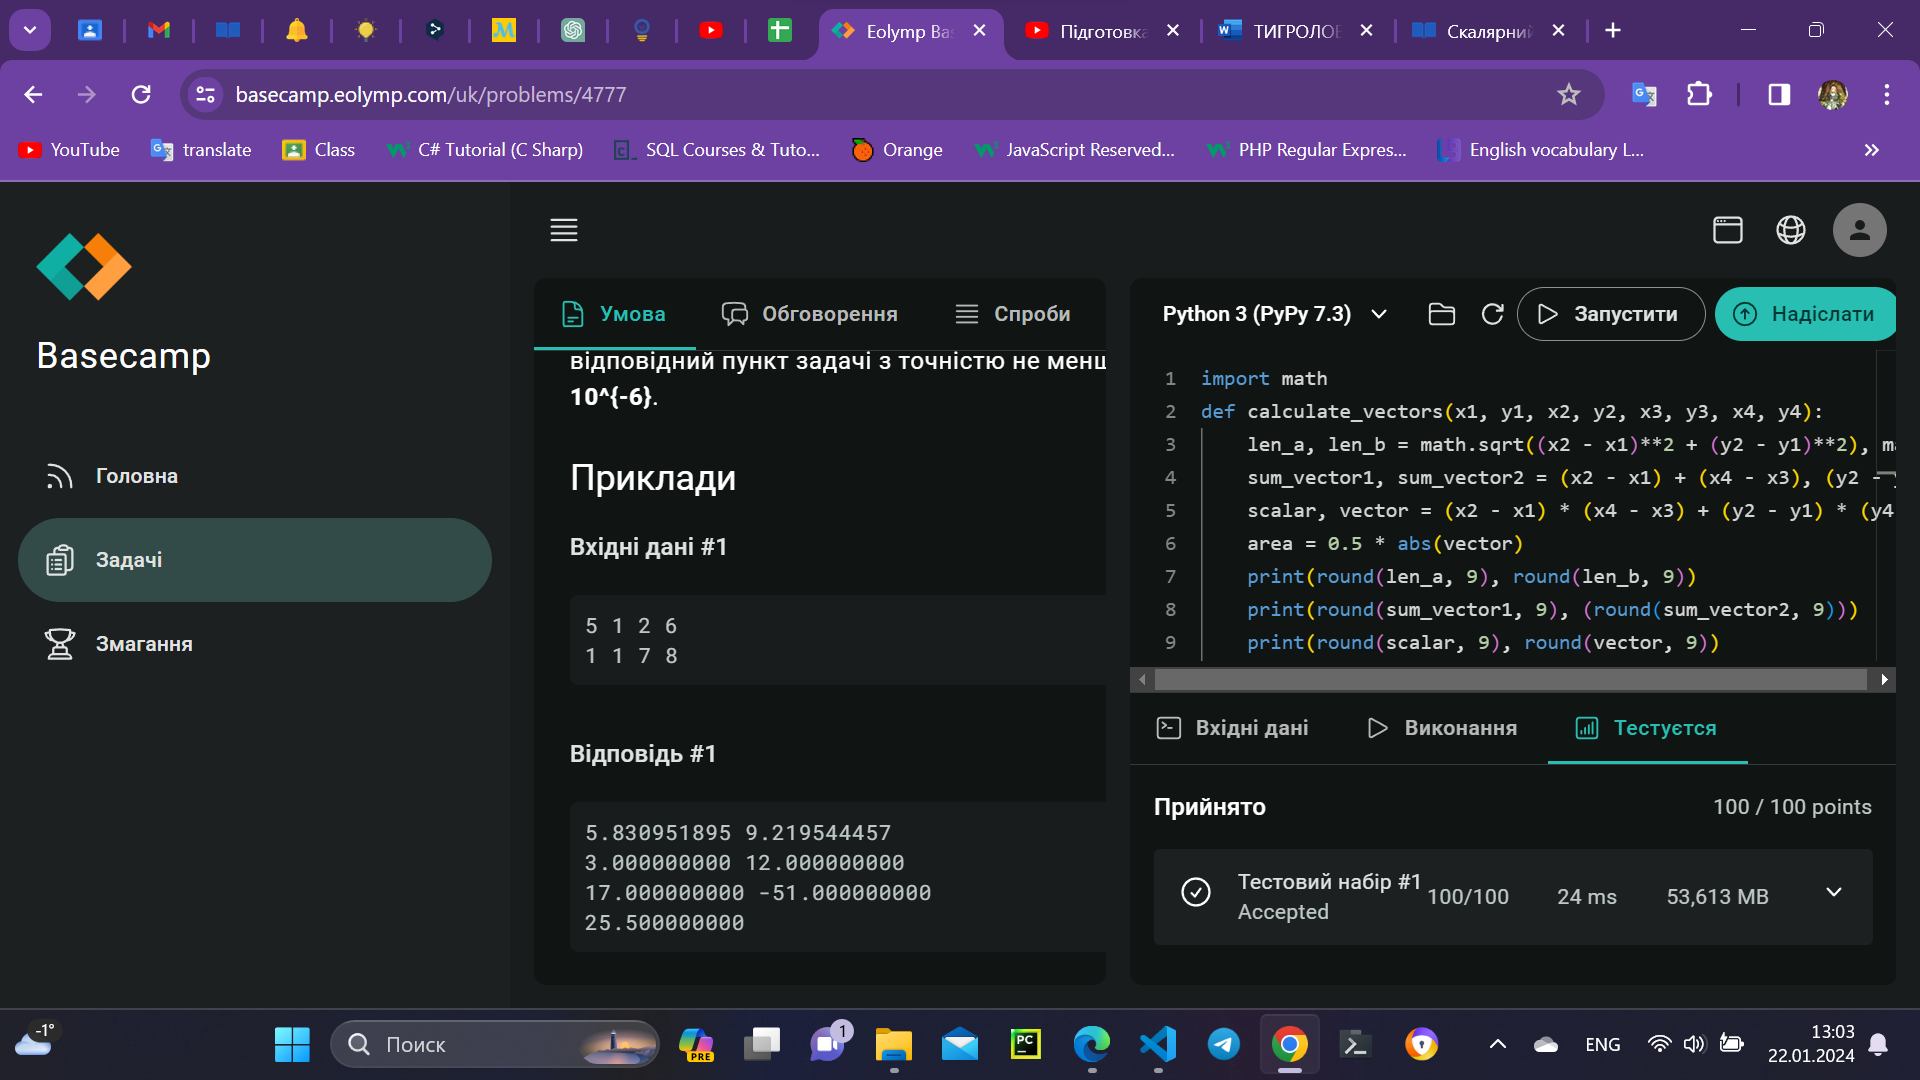 Eolymp Ba
Підготовка
ТИГРОЛОВ
Скалярний
basecamp.eolymp.com/uk/problems/4777
YouTube
translate
Class
C# Tutorial (C Sharp)
SQL Courses & Tuto...
Orange
JavaScript Reserved...
PHP Regular Expres...
English vocabulary L...
Basecamp
Головна
Задачі
Змагання
Умова
Обговорення
Спроби
відповідний пункт задачі з точністю не менш
10^{-6}.
Приклади
Вхідні дані #1
5 1 2 6
1 1 7 8
Відповідь #1
5.830951895 9.219544457
3.000000000 12.000000000
17.000000000 -51.000000000
25.500000000
Python 3 (PyPy 7.3)
Запустити
Надіслати
1 import math
2 def calculate_vectors(x1, y1, x2, y2, x3, y3, x4, y4):
3 len_a, len_b = math.sqrt((x2 - x1)**2 + (y2 - y1)**2), ma
4 sum_vector1, sum_vector2 = (x2 - x1) + (x4 - x3), (y2 - y
5 scalar, vector = (x2 - x1) * (x4 - x3) + (y2 - y1) * (y4
6 area = 0.5 * abs(vector)
7 print(round(len_a, 9), round(len_b, 9))
8 print(round(sum_vector1, 9), (round(sum_vector2, 9)))
9 print(round(scalar, 9), round(vector, 9))
Вхідні дані
Виконання
Тестуєтся
Прийнято
100 / 100 points
Тестовий набір #1
Accepted
100/100
24 ms
53,613 MB
-1°
Поиск
PRE
1
PC
ENG
13:03
22.01.2024